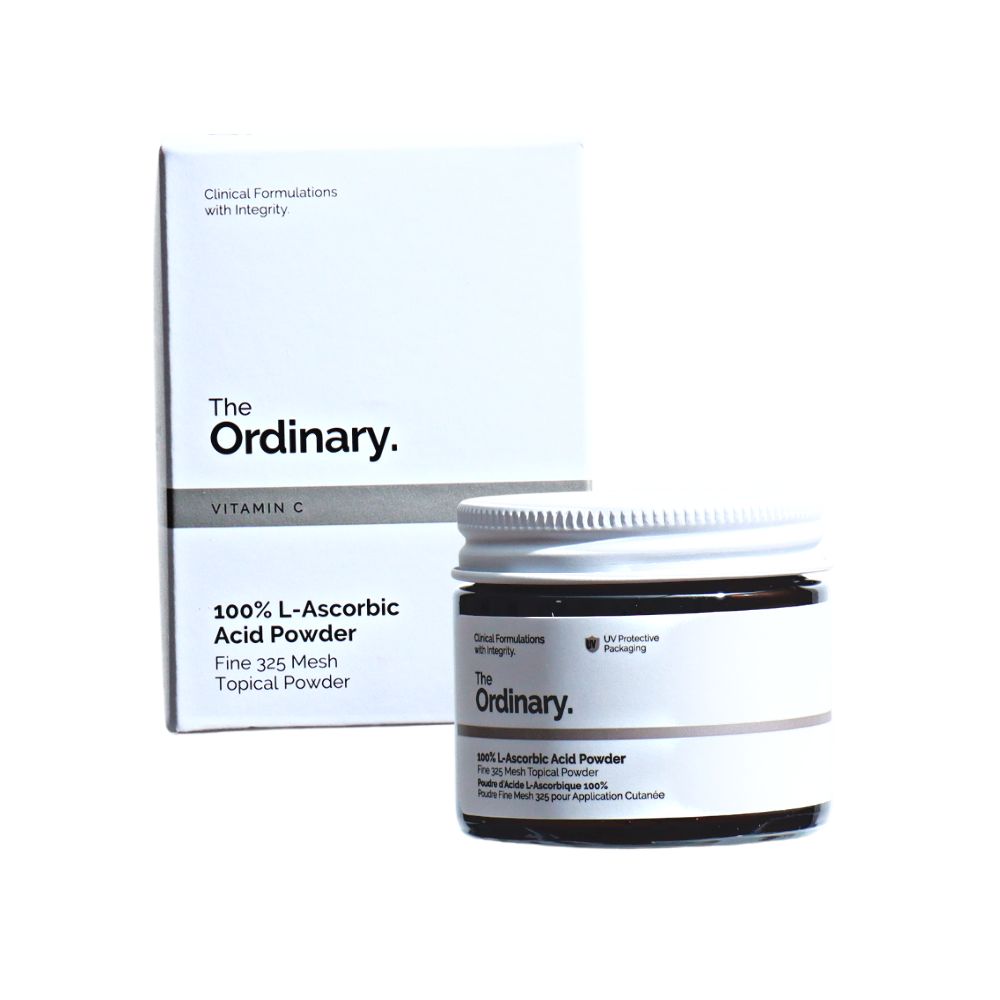 Clinical Formulations
with Integrity.
The
Ordinary.
VITAMIN C
100% L-Ascorbic
Acid Powder
Fine 325 Mesh
Topical Powder
Clinical Formulations
with Integrity.
UV
UV Protective
Packaging
The
Ordinary.
100% L-Ascorbic Acid Powder
Fine 325 Mesh Topical Powder
Poudre d'Acide L-Ascorbique 100%
Poudre Fine Mesh 325 pour Application Cutanée